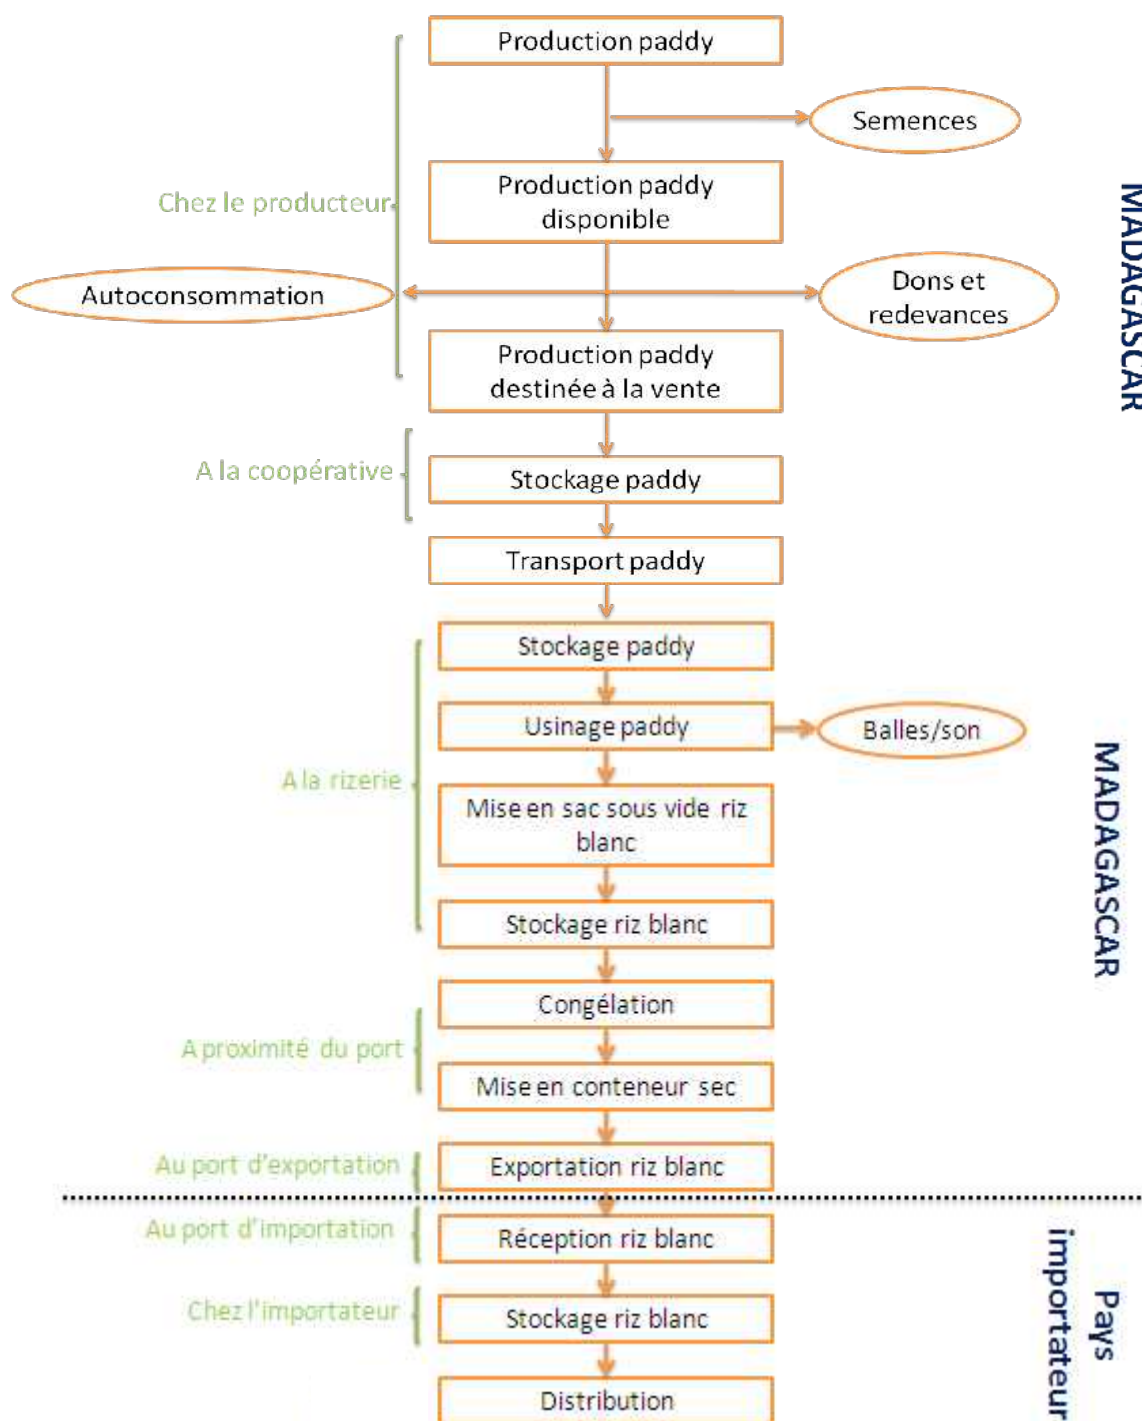 Production paddy
Semences
Chez le producteur
Production paddy
disponible
MADAGASCAR
Autoconsommation
Dons et
redevances
Production paddy
destinée à la vente
A la coopérative
Stockage paddy
Transport paddy
Stockage paddy
Usinage paddy
Balles/son
A la rizerie
Mise en sac sous vide riz
blanc
MADAGASCAR
Stockage riz blanc
Congélation
A proximité du port
Mise en conteneur sec
Au port d'exportation
Exportation riz blanc
Au port d'importation
Réception riz blanc
Chez l'importateur
Stockage riz blanc
Pays
importateur
Distribution